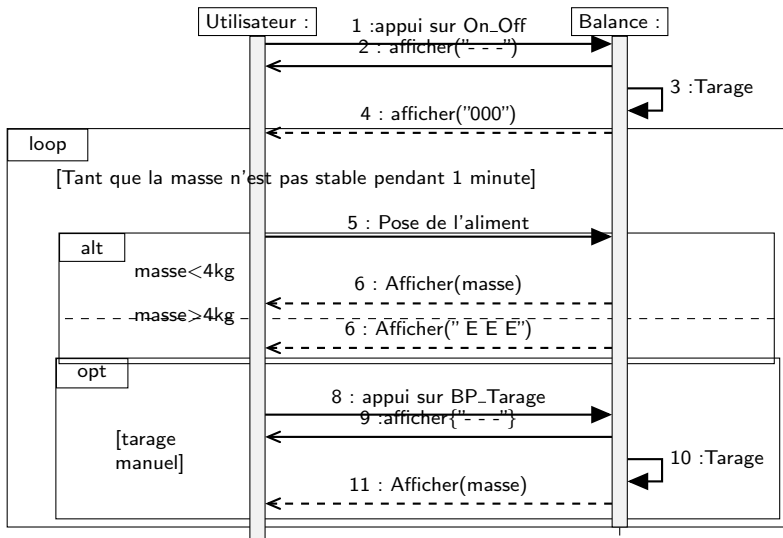 Utilisateur :
Balance :
1 :appui sur On_Off
2 : afficher("- - -")
3 :Tarage
4 : afficher("000")
loop
[Tant que la masse n'est pas stable pendant 1 minute]
5 : Pose de l'aliment
alt
masse<4kg
6 : Afficher(masse)
masse>4kg
6 : Afficher(" E E E")
opt
8 : appui sur BP_Tarage
9 :afficher{"- - -"}
[tarage
manuel]
10 :Tarage
11 : Afficher(masse)